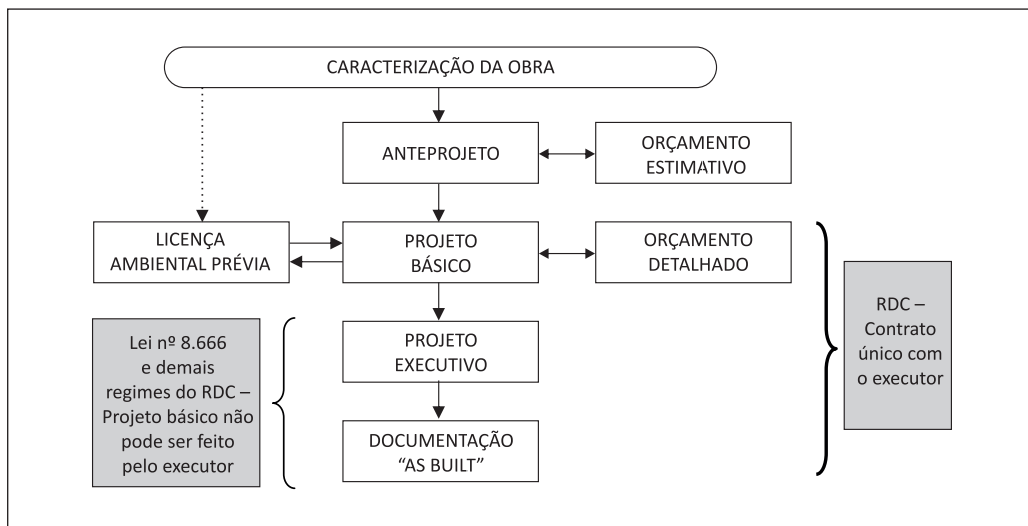 CARACTERIZAÇÃO DA OBRA
ANTEPROJETO
ORÇAMENTO
ESTIMATIVO
LICENÇA
AMBIENTAL PRÉVIA
PROJETO
BÁSICO
ORÇAMENTO
DETALHADO
RDC –
Contrato
único com
o executor
Lei nº 8.666
e demais
regimes do RDC –
Projeto básico não
pode ser feito
pelo executor
PROJETO
EXECUTIVO
DOCUMENTAÇÃO
“AS BUILT”